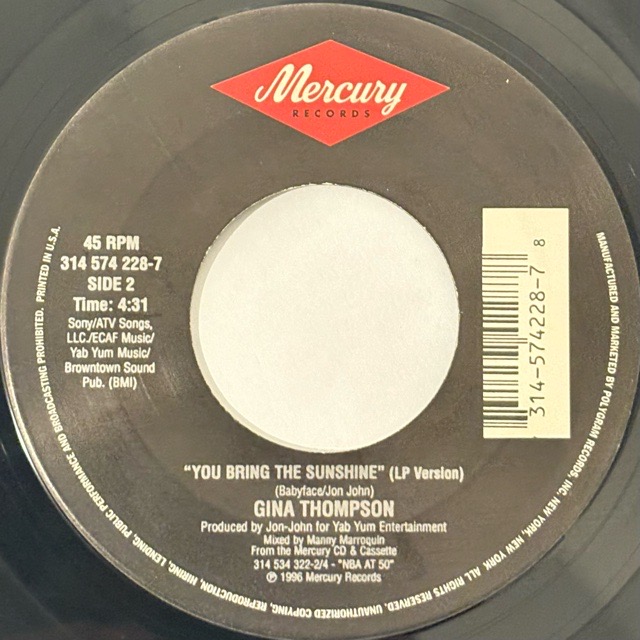 Mercury
RECORDS
45 RPM
314 574 228-7
SIDE 2
Time: 4:31
Sony/ATV Songs,
LLC./ECAF Music/
Yab Yum Music/
Browntown Sound
Pub. (BMI)
314-574228-7 8
"YOU BRING THE SUNSHINE" (LP Version)
(Babyface/Jon John)
GINA THOMPSON
Produced by Jon-John for Yab Yum Entertainment
Mixed by Manny Marroquin
From the Mercury CD & Cassette
314 534 322-2/4 - "NBA AT 50"
℗ 1996 Mercury Records
MANUFACTURED AND MARKETED BY POLYGRAM RECORDS, INC. NEW YORK, NEW YORK. ALL RIGHTS RESERVED. UNAUTHORIZED COPYING, REPRODUCTION, HIRING, LENDING, PUBLIC PERFORMANCE AND BROADCASTING PROHIBITED. PRINTED IN U.S.A.